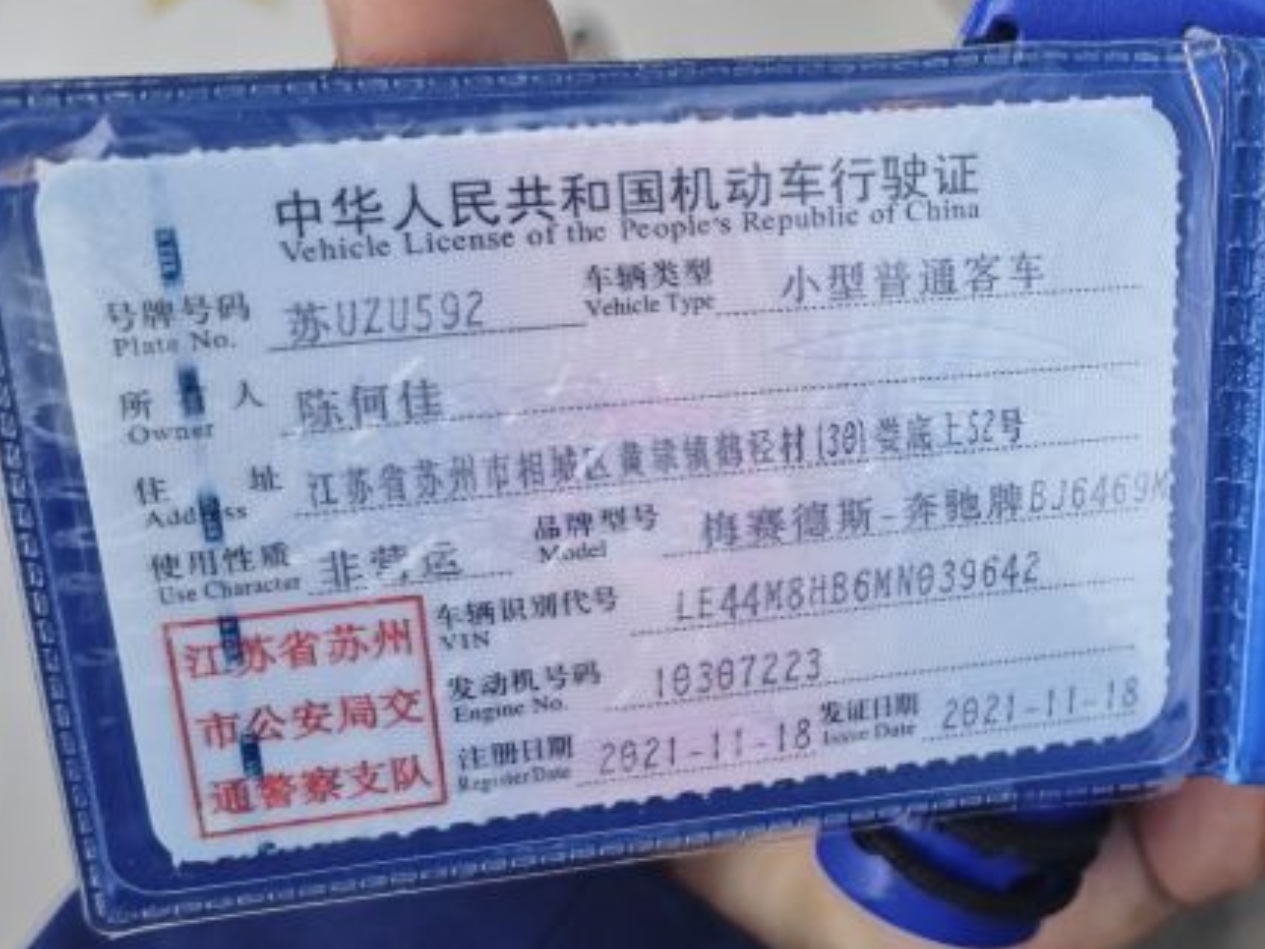 中华人民共和国机动车行驶证
Vehicle License of the People's Republic of China
号牌号码 苏UZU592 车辆类型 小型普通客车
Plate No. Vehicle Type
所 人 陈何佳
Owner
住 址 江苏省苏州市相城区黄埭镇鹤泾村(30)娄底上52号
Address
使用性质 非营运 品牌型号 梅赛德斯-奔驰牌BJ6469M
Use Character Model
车辆识别代号 LE44M8HB6MN039642
VIN
发动机号码 10307223
Engine No.
注册日期 2021-11-18 发证日期 2021-11-18
Register Date Issue Date
江苏省苏州
市公安局交
通警察支队